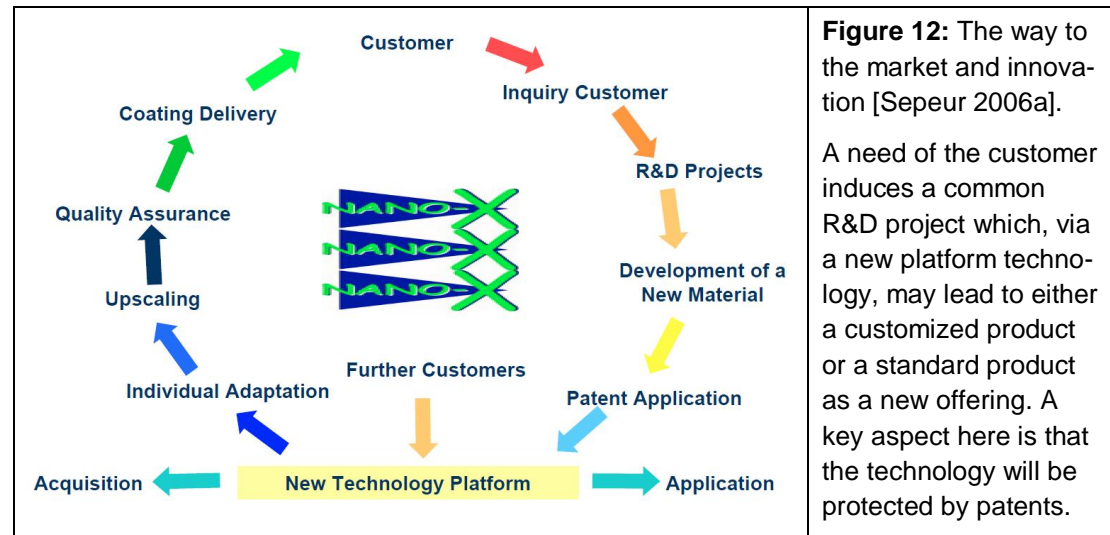 Customer
Inquiry Customer
R&D Projects
Development of a
New Material
Patent Application
New Technology Platform
Further Customers
Application
Acquisition
Individual Adaptation
Upscaling
Quality Assurance
Coating Delivery
NANO-X
NANO-X
NANO-X
Figure 12: The way to
the market and innova-
tion [Sepeur 2006a].
A need of the customer
induces a common
R&D project which, via
a new platform techno-
logy, may lead to either
a customized product
or a standard product
as a new offering. A
key aspect here is that
the technology will be
protected by patents.